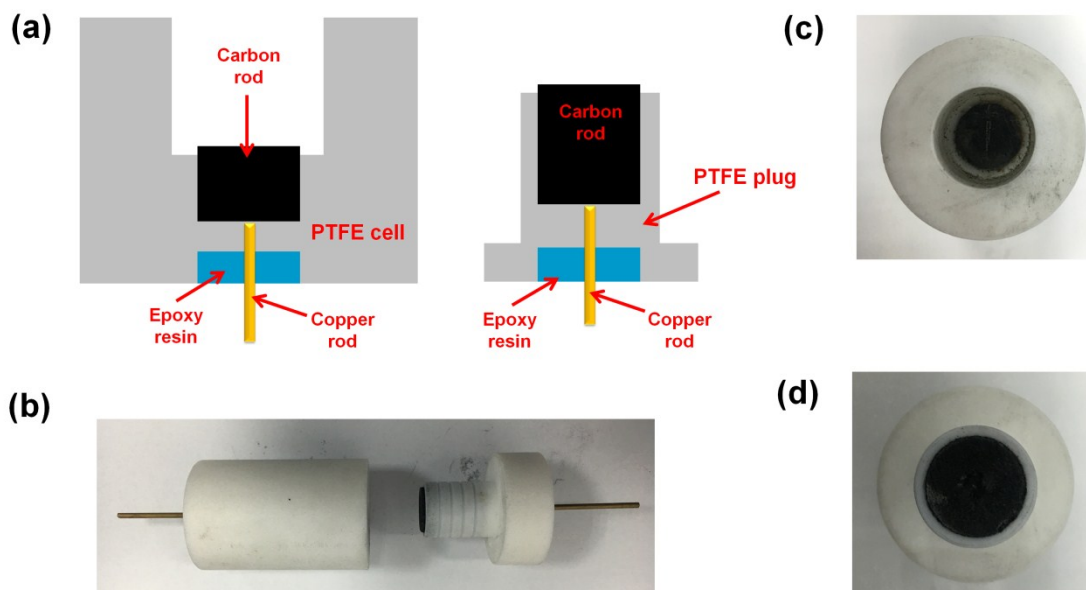 (a)
Carbon
rod
PTFE cell
Epoxy
resin
Copper
rod
Carbon
rod
PTFE plug
Epoxy
resin
Copper
rod
(b)
(c)
(d)